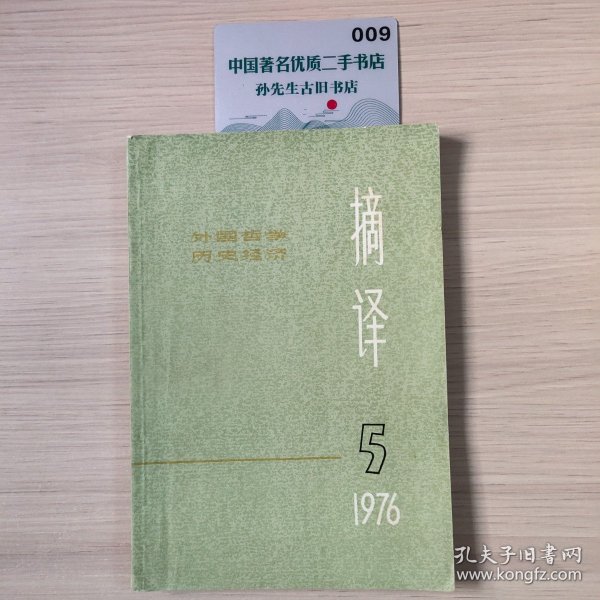 009
中国著名优质二手书店
孙先生古旧书店
外国哲学
历史经济
摘译
5
1976
孔夫子旧书网
www.kongfz.com